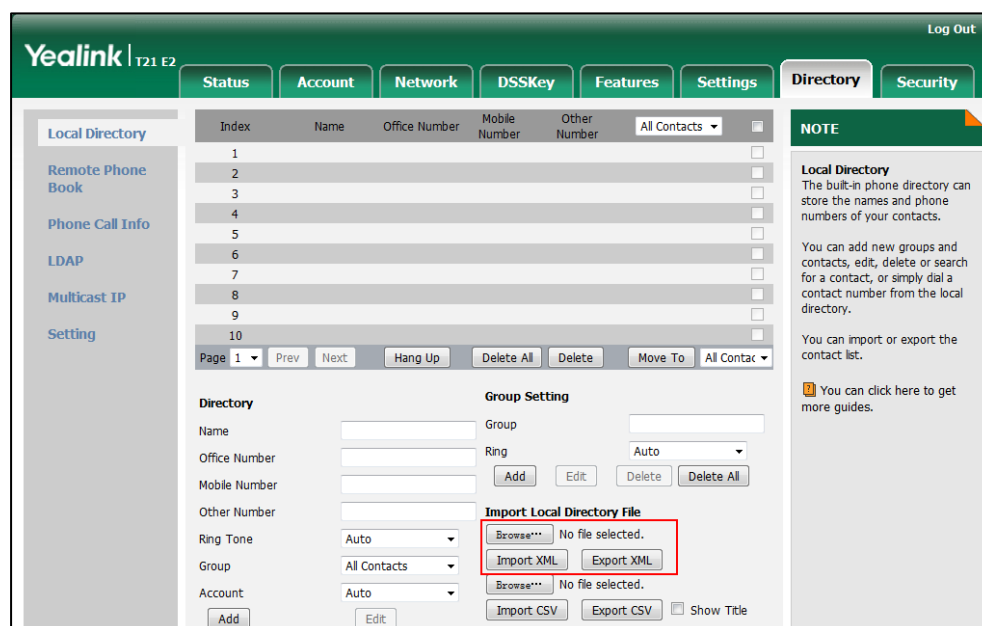 Log Out
Yealink | T21 E2
Status Account Network DSSKey Features Settings Directory Security
Local Directory
Remote Phone
Book
Phone Call Info
LDAP
Multicast IP
Setting
Index Name Office Number Mobile Number Other Number All Contacts
1
2
3
4
5
6
7
8
9
10
Page 1 Prev Next Hang Up Delete All Delete Move To All Contac
Directory
Name
Office Number
Mobile Number
Other Number
Ring Tone Auto
Group All Contacts
Account Auto
Add Edit
Group Setting
Group
Ring Auto
Add Edit Delete Delete All
Import Local Directory File
Browse... No file selected.
Import XML Export XML
Browse... No file selected.
Import CSV Export CSV Show Title
NOTE
Local Directory
The built-in phone directory can
store the names and phone
numbers of your contacts.
You can add new groups and
contacts, edit, delete or search
for a contact, or simply dial a
contact number from the local
directory.
You can import or export the
contact list.
You can click here to get
more guides.